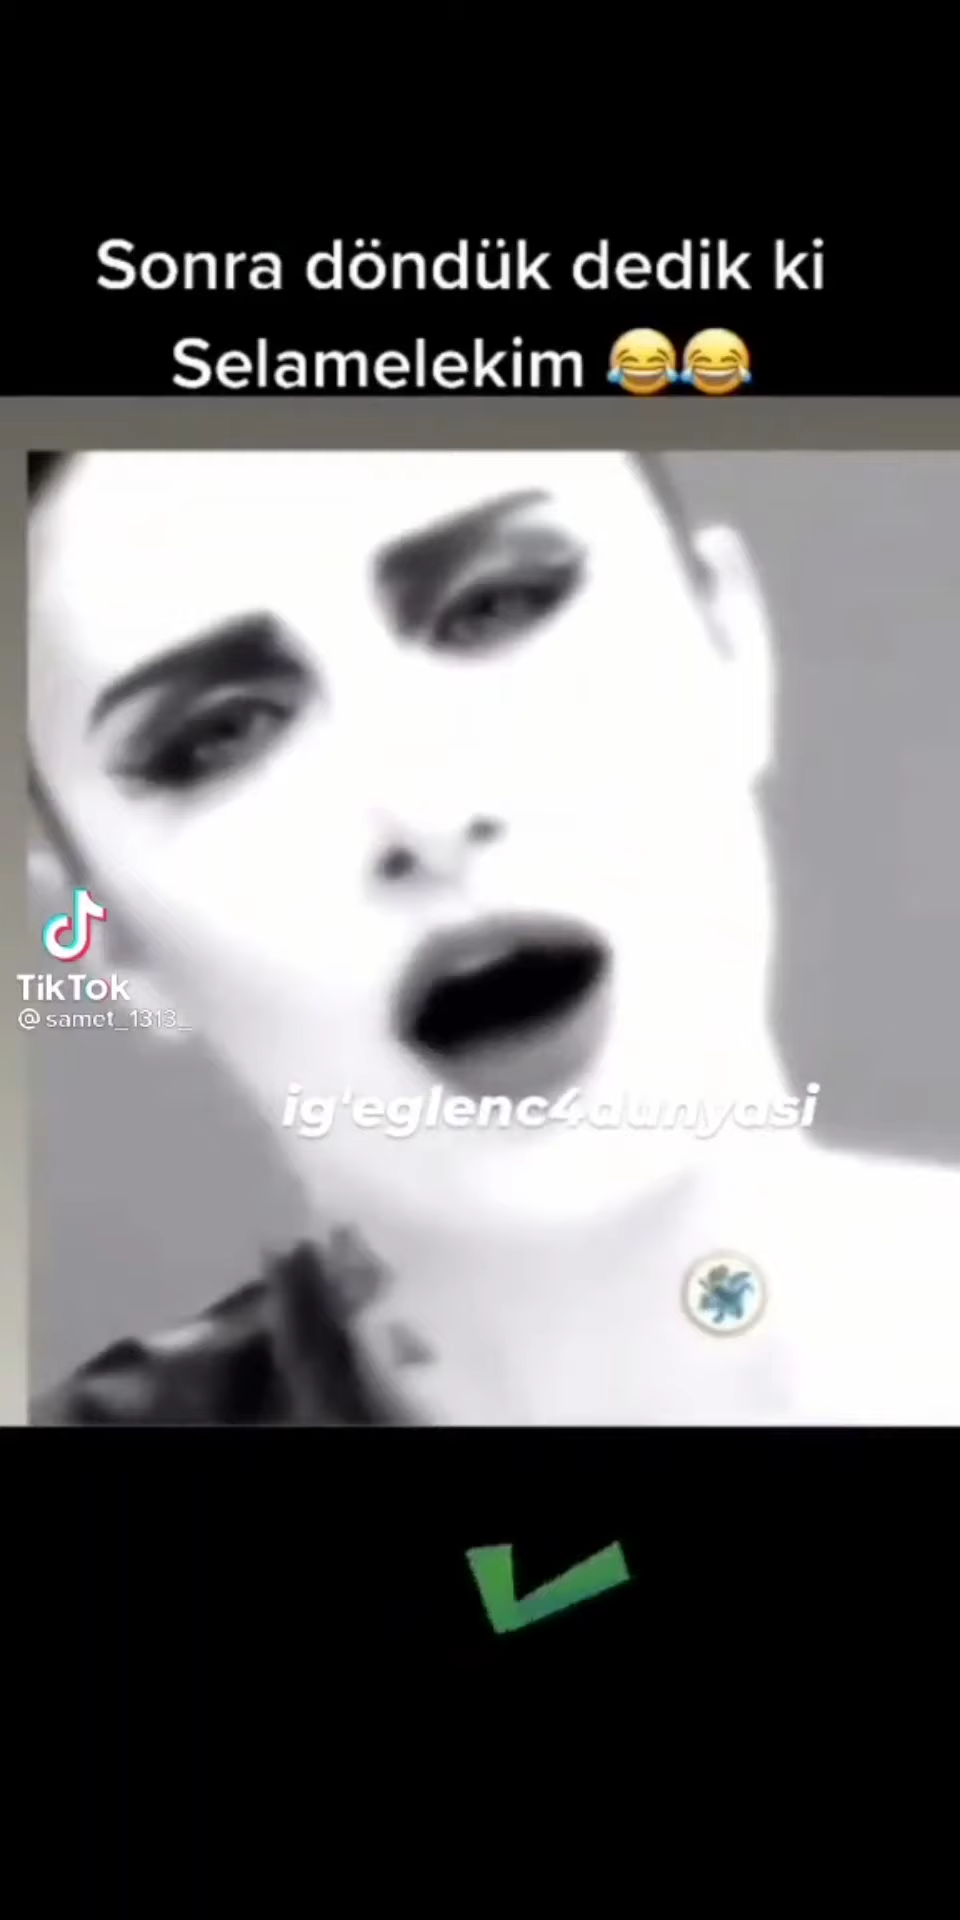 Sonra döndük dedik ki
Selamelekim 😂😂
TikTok
@samet_1313_
ig'eglenc4dunyasi